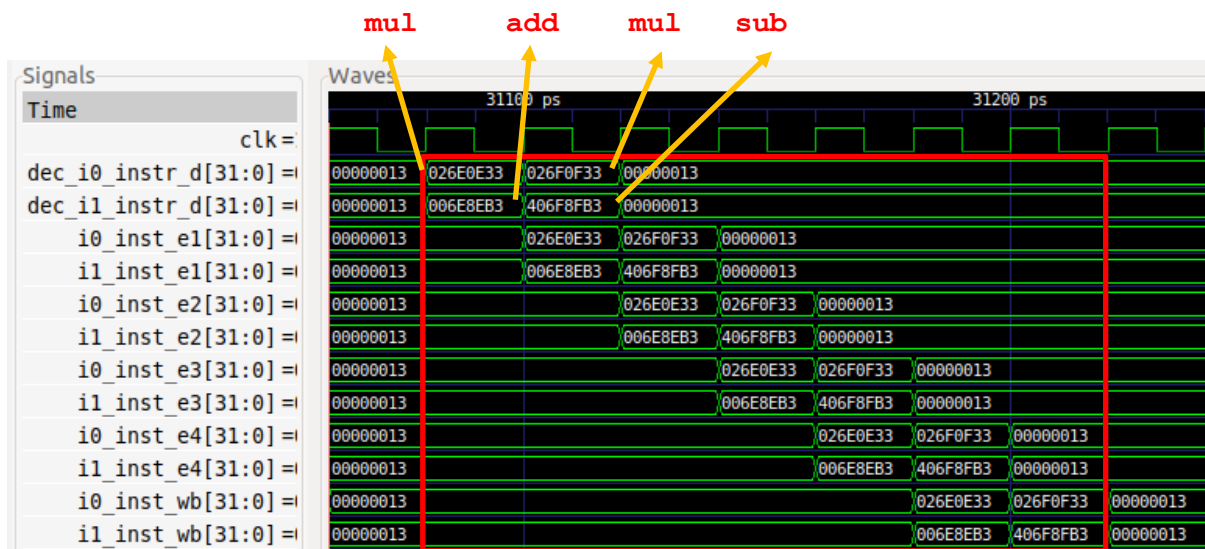 mul add mul sub
Signals Waves
Time 31100 ps 31200 ps
clk=
dec_i0_instr_d[31:0]= 00000013 026E0E33 026F0F33 00000013
dec_i1_instr_d[31:0]= 00000013 006E8EB3 406F8FB3 00000013
i0_inst_e1[31:0]= 00000013 026E0E33 026F0F33 00000013
i1_inst_e1[31:0]= 00000013 006E8EB3 406F8FB3 00000013
i0_inst_e2[31:0]= 00000013 026E0E33 026F0F33 00000013
i1_inst_e2[31:0]= 00000013 006E8EB3 406F8FB3 00000013
i0_inst_e3[31:0]= 00000013 026E0E33 026F0F33 00000013
i1_inst_e3[31:0]= 00000013 006E8EB3 406F8FB3 00000013
i0_inst_e4[31:0]= 00000013 026E0E33 026F0F33 00000013
i1_inst_e4[31:0]= 00000013 006E8EB3 406F8FB3 00000013
i0_inst_wb[31:0]= 00000013 026E0E33 026F0F33 00000013
i1_inst_wb[31:0]= 00000013 006E8EB3 406F8FB3 00000013